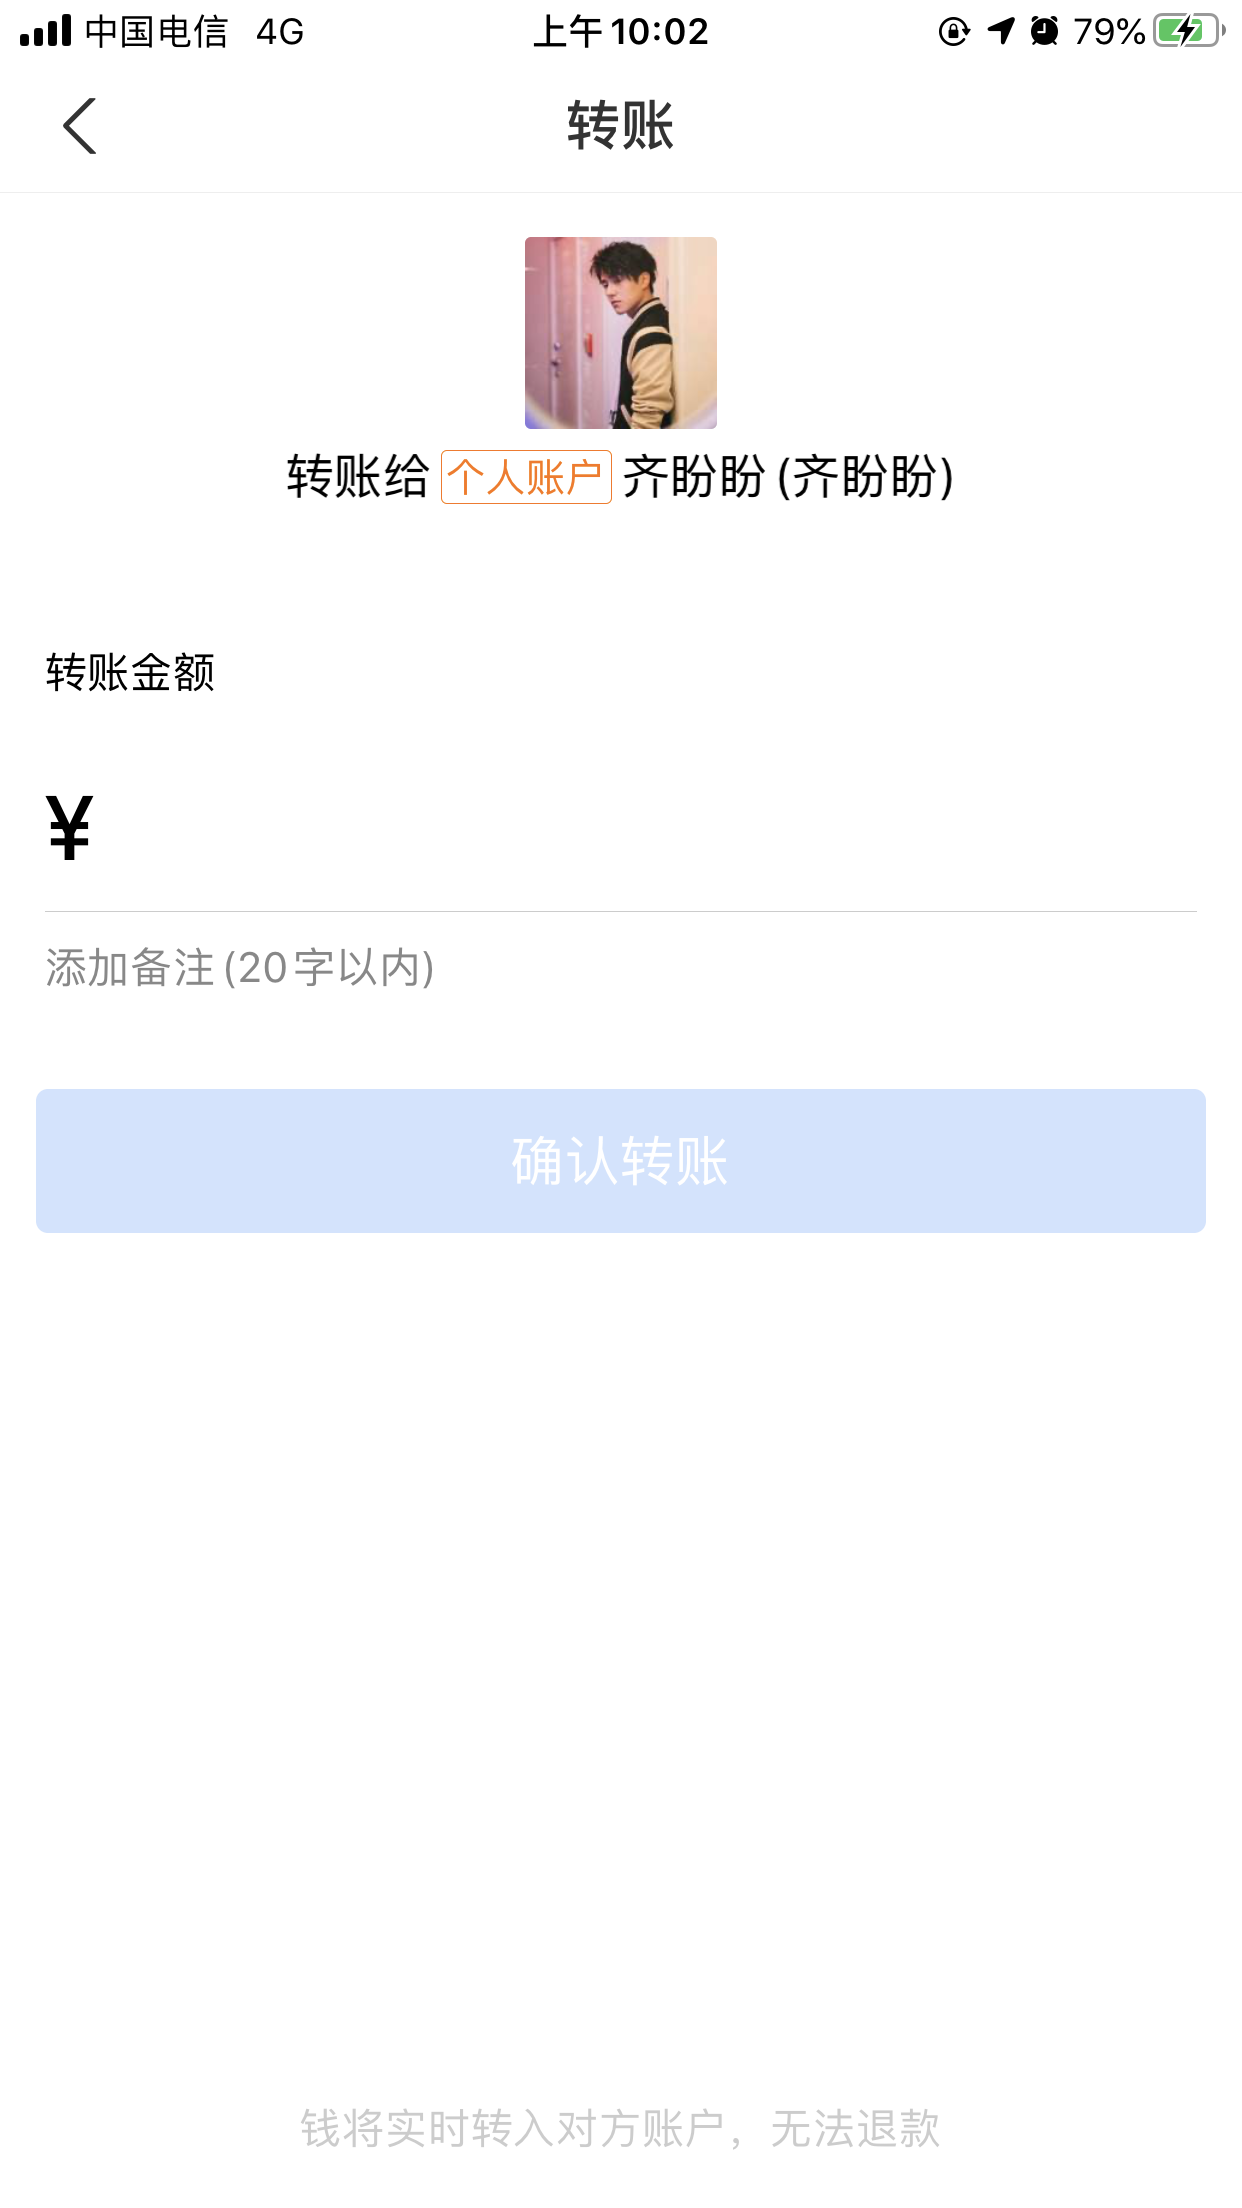 中国电信 4G 上午10:02 79%
转账
转账给 个人账户 齐盼盼(齐盼盼)
转账金额
¥
添加备注(20字以内)
确认转账
钱将实时转入对方账户，无法退款